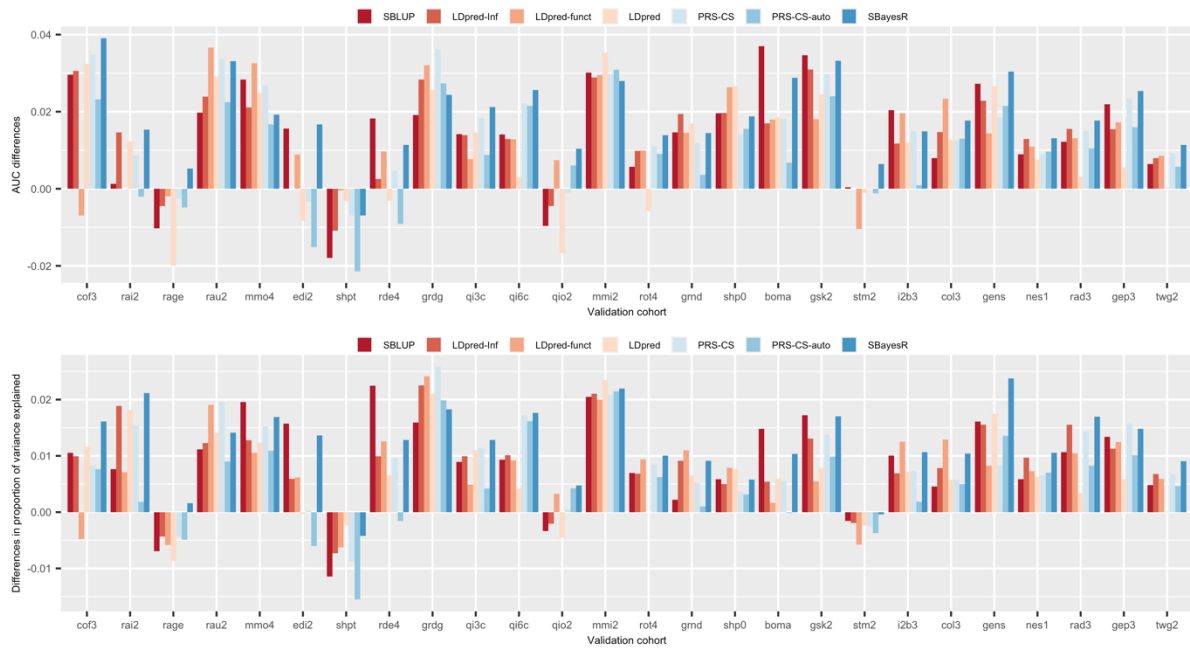 SBLUP LDpred-Inf LDpred-funct LDpred PRS-CS PRS-CS-auto SBayesR
AUC differences
0.04
0.02
0.00
-0.02
cof3 rai2 rage rau2 mmo4 edi2 shpt rde4 grdg qi3c qi6c qio2 mmi2 rot4 grnd shp0 boma gsk2 stm2 i2b3 col3 gens nes1 rad3 gep3 twg2
Validation cohort
SBLUP LDpred-Inf LDpred-funct LDpred PRS-CS PRS-CS-auto SBayesR
Differences in proportion of variance explained
0.02
0.01
0.00
-0.01
cof3 rai2 rage rau2 mmo4 edi2 shpt rde4 grdg qi3c qi6c qio2 mmi2 rot4 grnd shp0 boma gsk2 stm2 i2b3 col3 gens nes1 rad3 gep3 twg2
Validation cohort